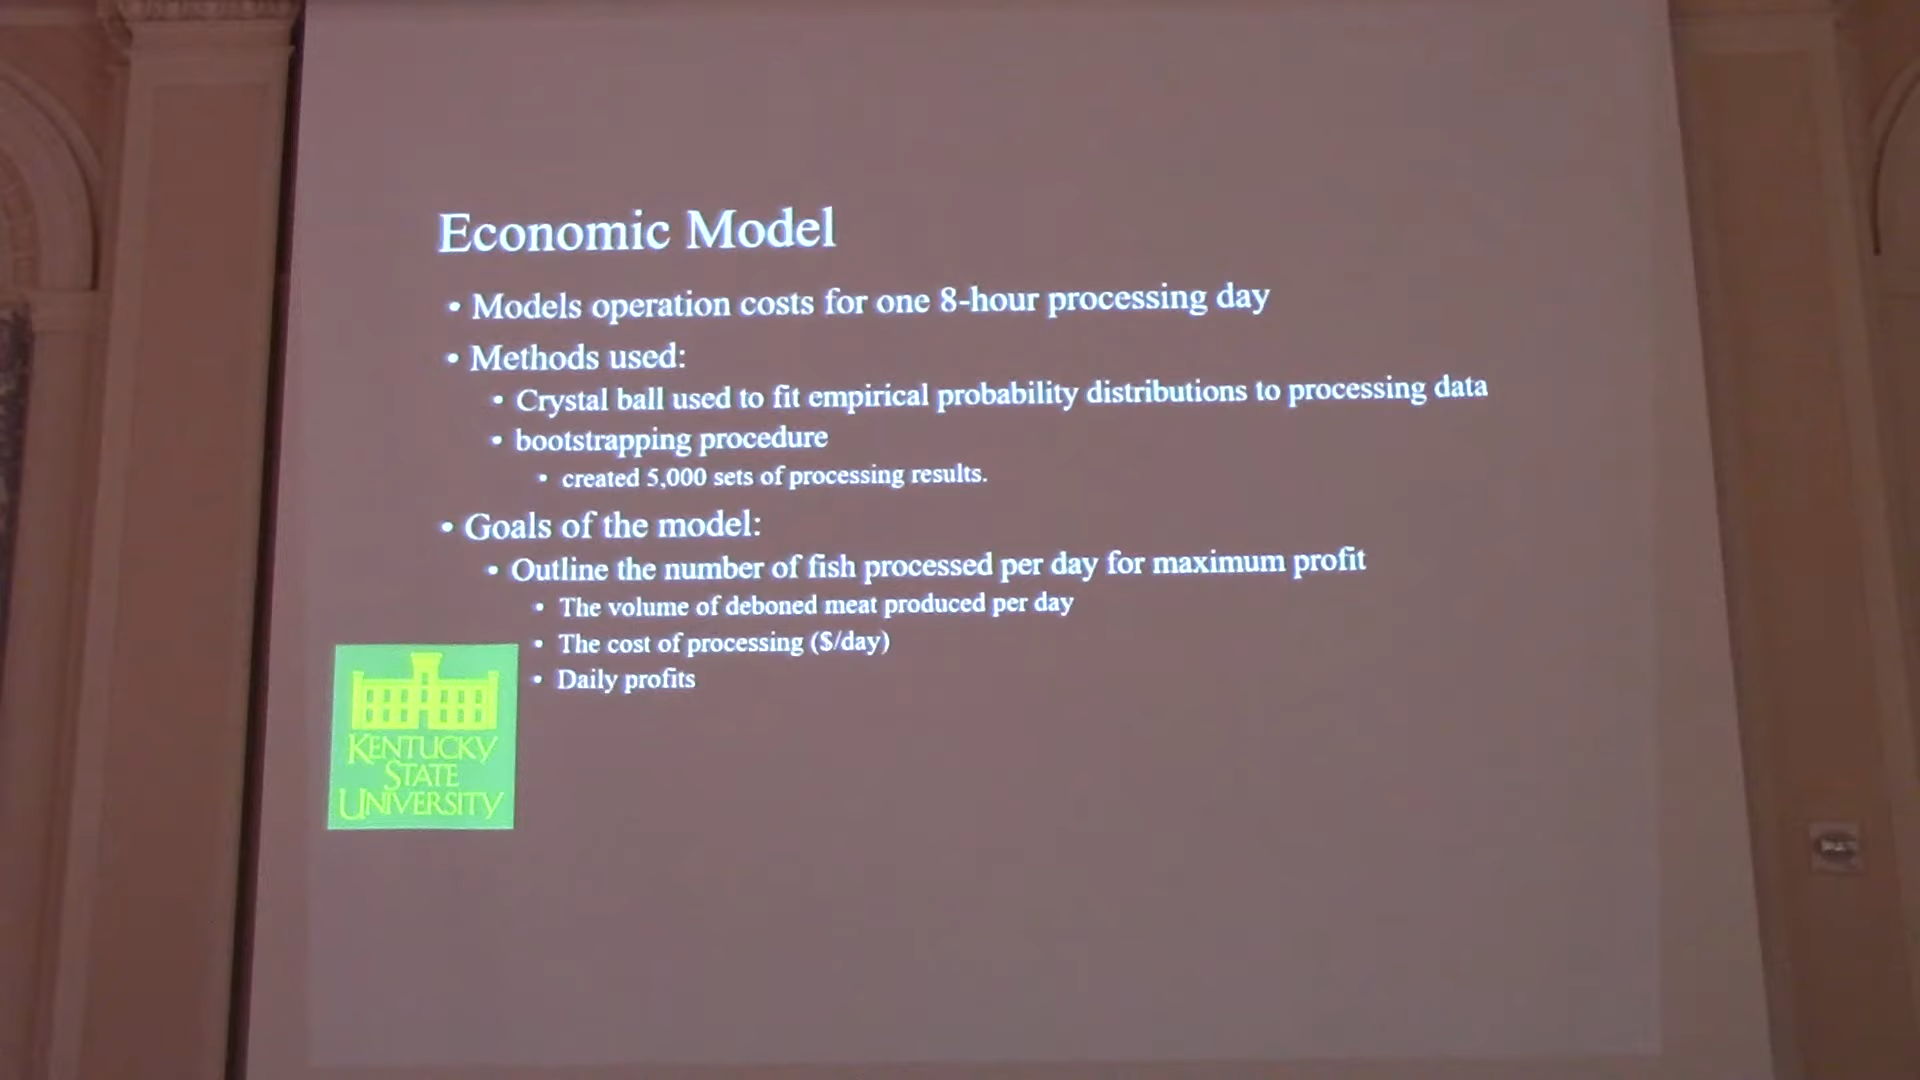 Economic Model
• Models operation costs for one 8-hour processing day
• Methods used:
• Crystal ball used to fit empirical probability distributions to processing data
• bootstrapping procedure
• created 5,000 sets of processing results.
• Goals of the model:
• Outline the number of fish processed per day for maximum profit
• The volume of deboned meat produced per day
• The cost of processing ($/day)
• Daily profits
KENTUCKY
STATE
UNIVERSITY